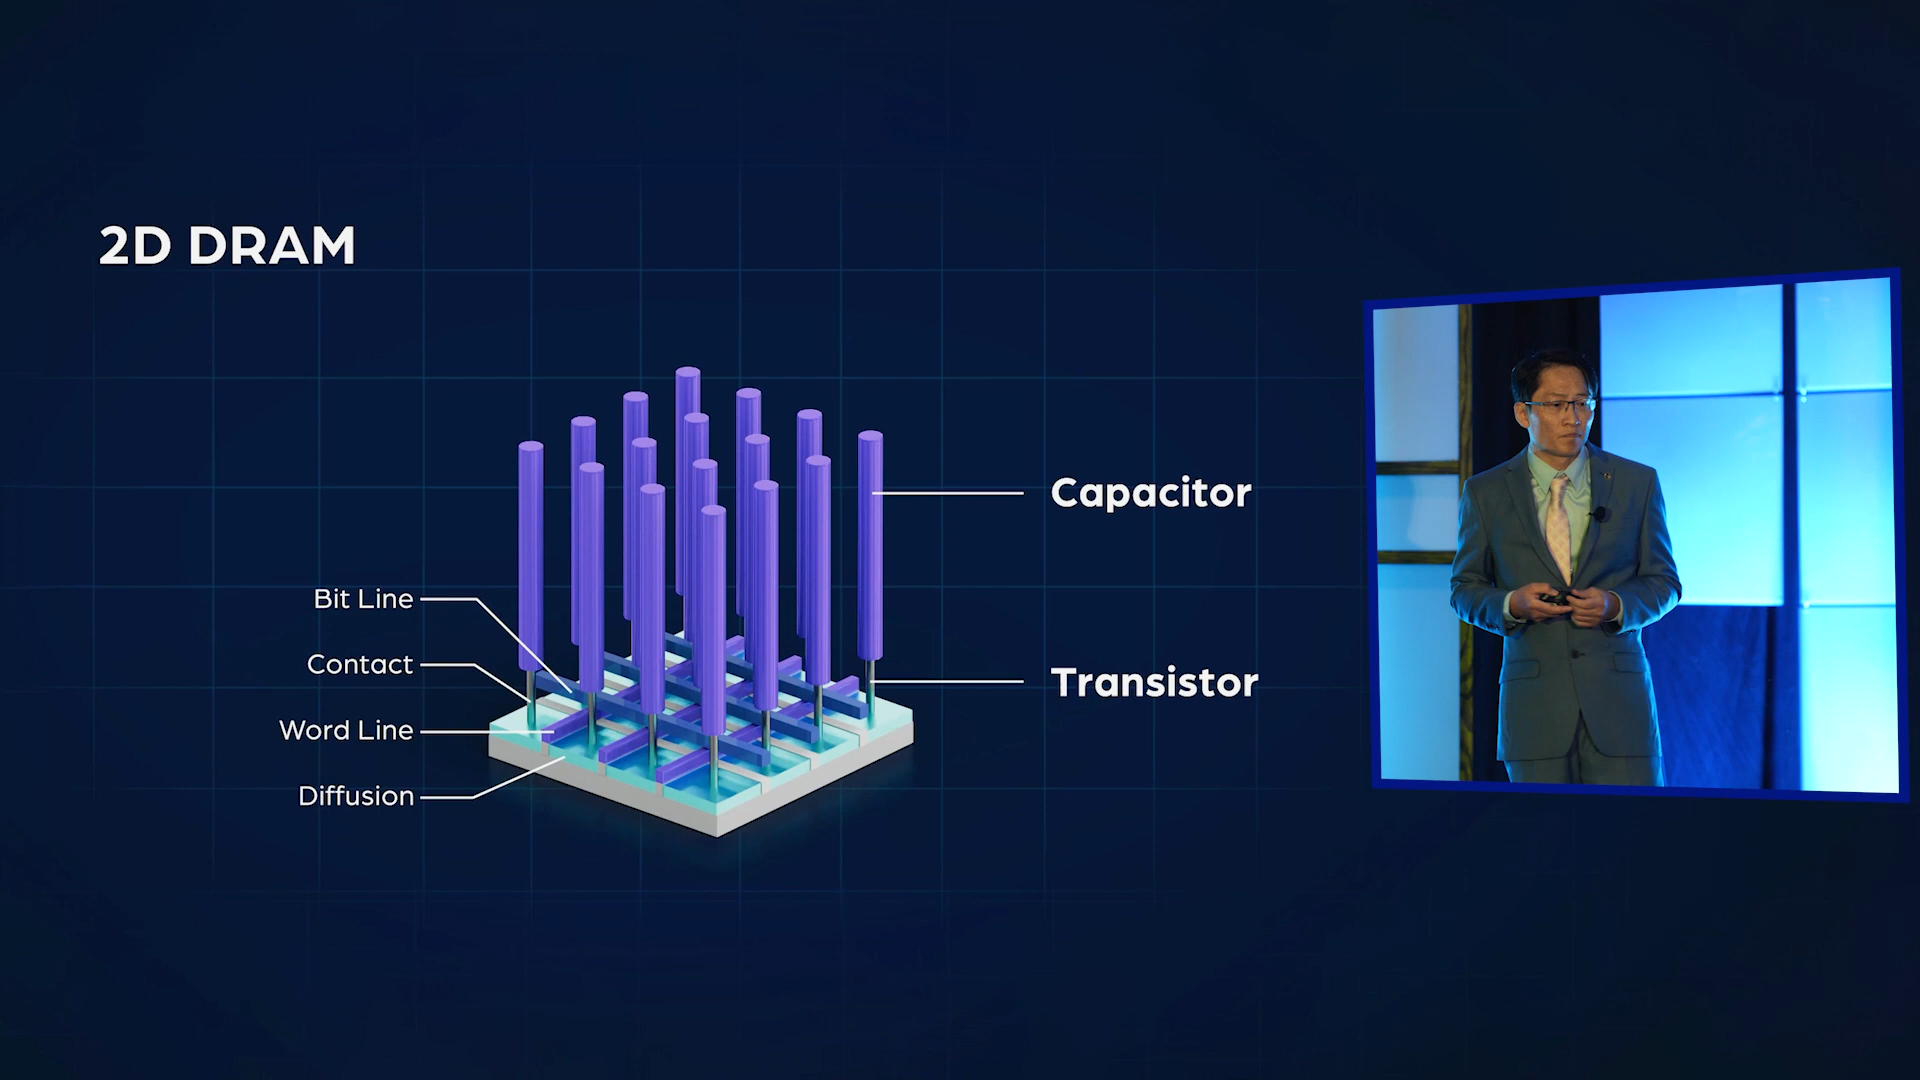 2D DRAM
Capacitor
Bit Line
Contact
Transistor
Word Line
Diffusion